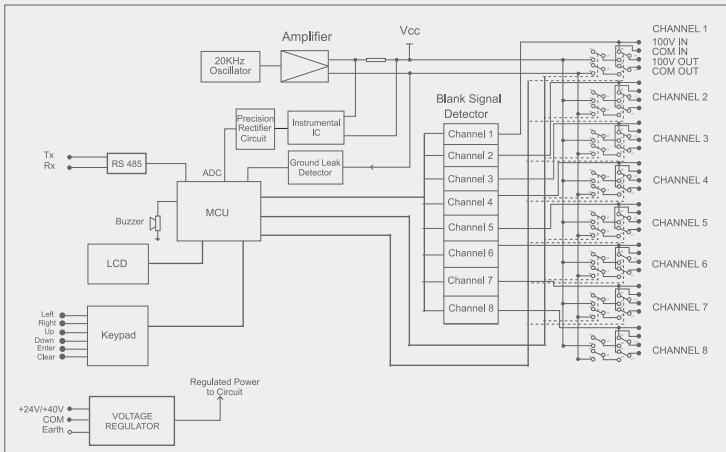 Amplifier
Vcc
CHANNEL 1
100V IN
COM IN
100V OUT
COM OUT
20KHz
Oscillator
Blank Signal
Detector
CHANNEL 2
Precision
Rectifier
Circuit
Instrumental
IC
Channel 1
CHANNEL 3
Tx
Rx
RS 485
ADC
Ground Leak
Detector
Channel 2
Channel 3
CHANNEL 4
MCU
Channel 4
Buzzer
Channel 5
CHANNEL 5
LCD
Channel 6
CHANNEL 6
Channel 7
Left
Right
Up
Down
Enter
Clear
Keypad
Channel 8
CHANNEL 7
CHANNEL 8
Regulated Power
to Circuit
+24V/+40V
COM
Earth
VOLTAGE
REGULATOR